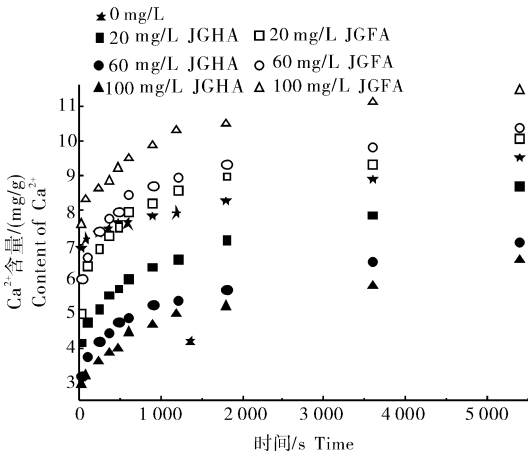 ★ 0 mg/L
■ 20 mg/L JGHA □ 20 mg/L JGFA
● 60 mg/L JGHA ○ 60 mg/L JGFA
▲ 100 mg/L JGHA △ 100 mg/L JGFA
11
10
9
8
7
6
5
4
3
Ca²⁺含量/(mg/g)
Content of Ca²⁺
0 1 000 2 000 3 000 4 000 5 000
时间/s Time